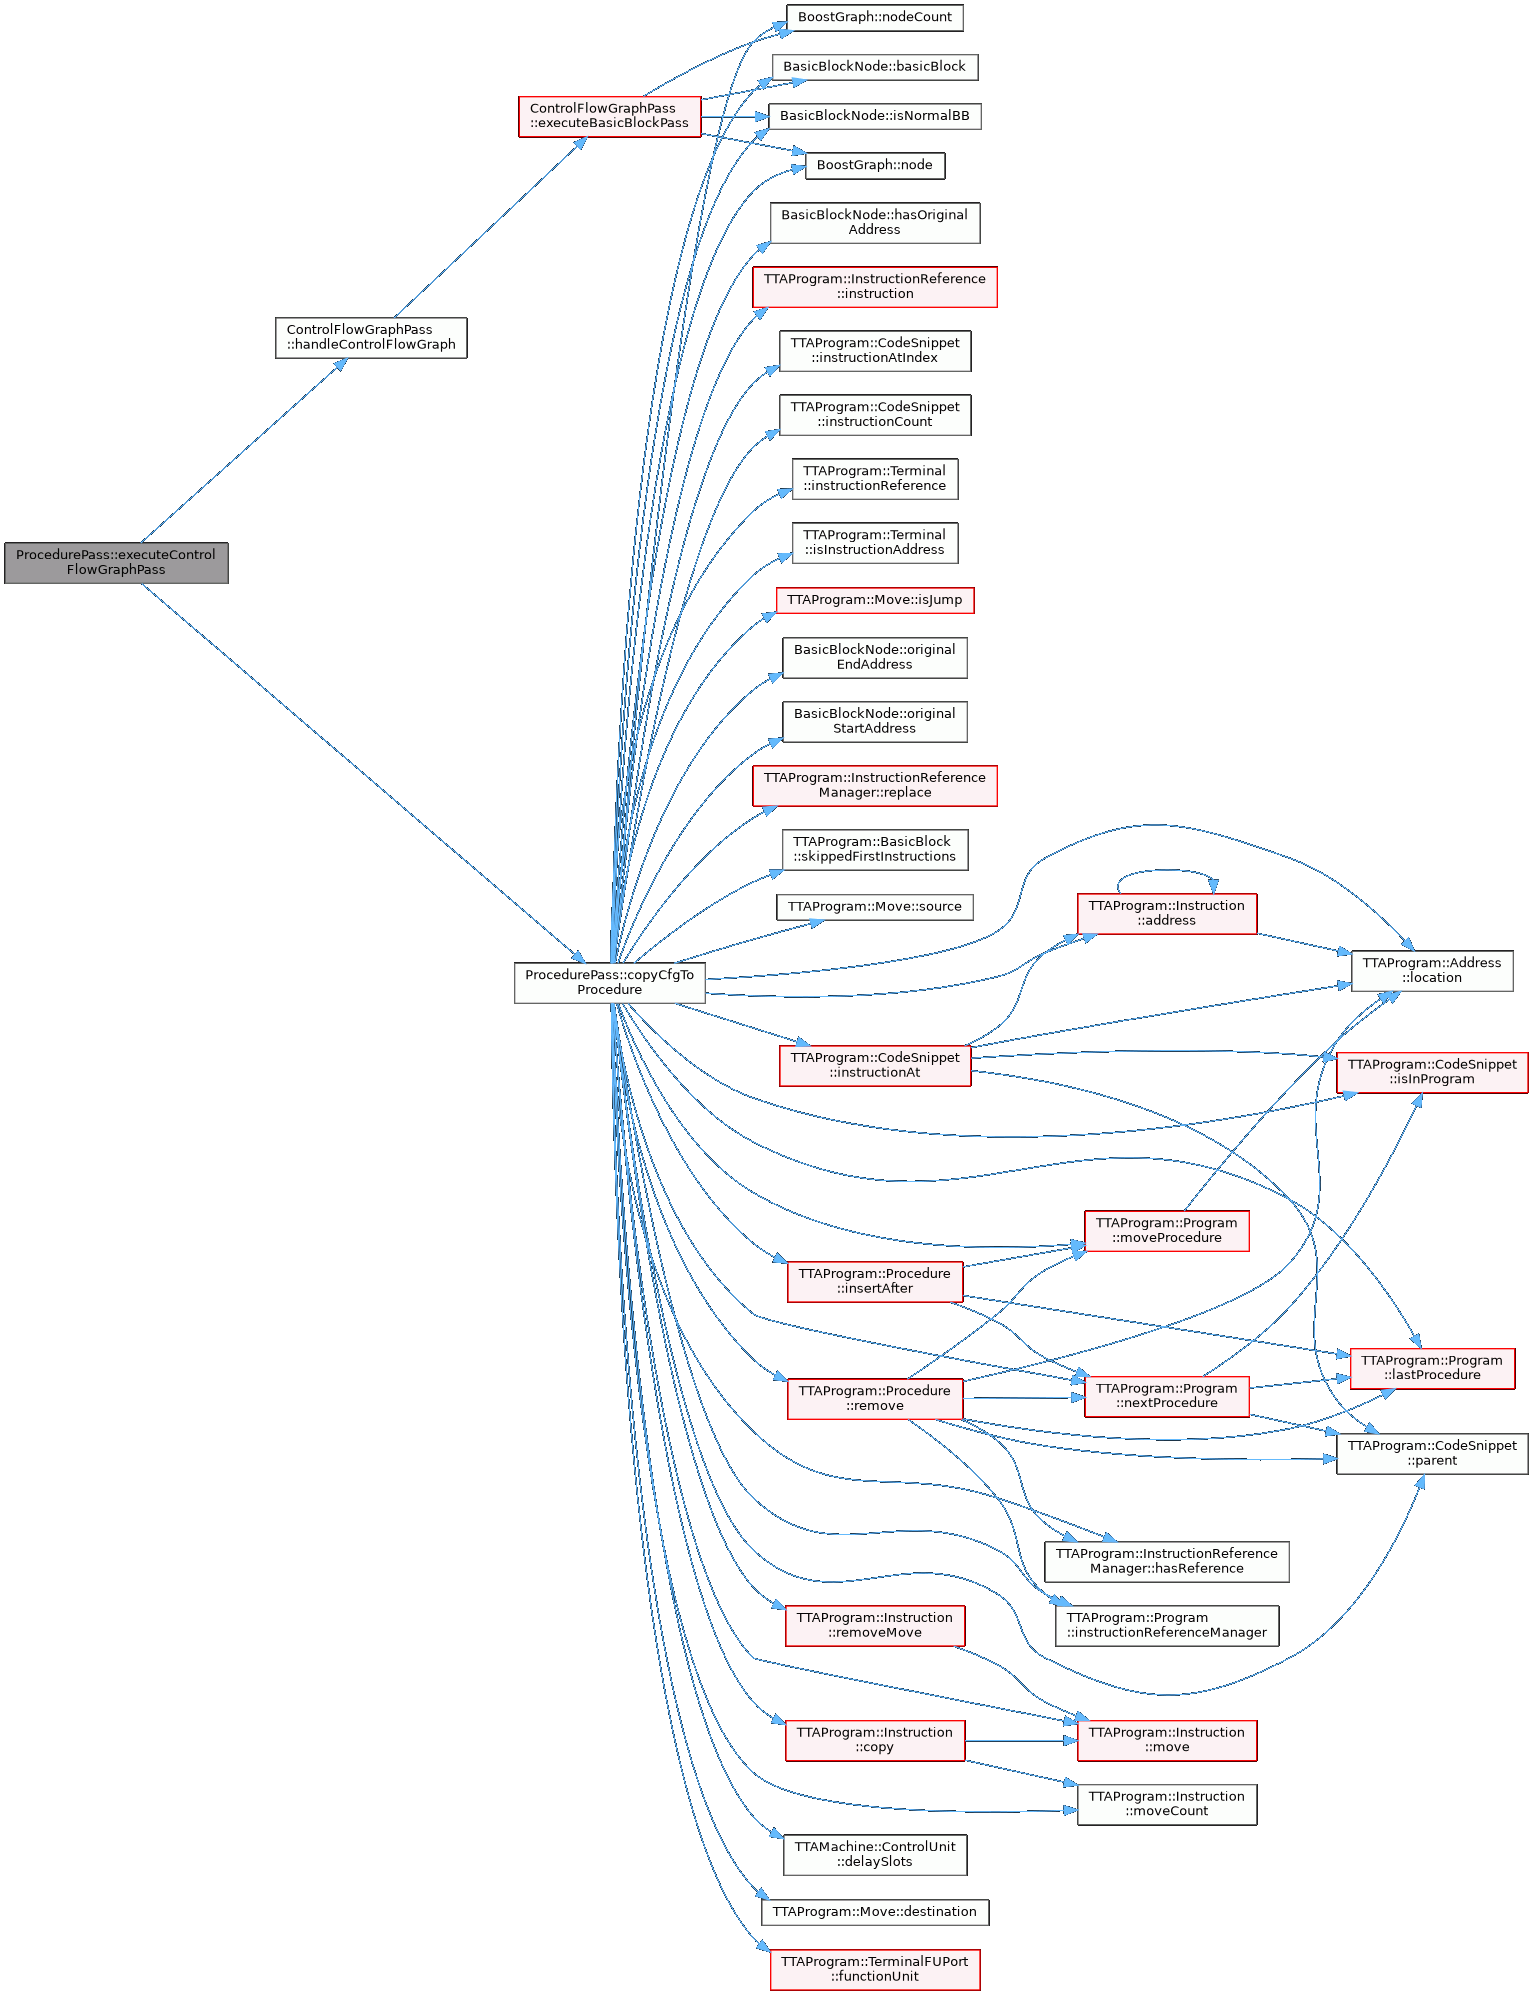 BoostGraph::nodeCount
BasicBlockNode::basicBlock
ControlFlowGraphPass
::executeBasicBlockPass
BasicBlockNode::isNormalBB
BoostGraph::node
BasicBlockNode::hasOriginal
Address
TTAProgram::InstructionReference
::instruction
ControlFlowGraphPass
::handleControlFlowGraph
TTAProgram::CodeSnippet
::instructionAtIndex
TTAProgram::CodeSnippet
::instructionCount
TTAProgram::Terminal
::instructionReference
TTAProgram::Terminal
::isInstructionAddress
ProcedurePass::executeControl
FlowGraphPass
TTAProgram::Move::isJump
BasicBlockNode::original
EndAddress
BasicBlockNode::original
StartAddress
TTAProgram::InstructionReference
Manager::replace
TTAProgram::BasicBlock
::skippedFirstInstructions
TTAProgram::Move::source
TTAProgram::Instruction
::address
ProcedurePass::copyCfgTo
Procedure
TTAProgram::Address
::location
TTAProgram::CodeSnippet
::instructionAt
TTAProgram::CodeSnippet
::isInProgram
TTAProgram::Program
::moveProcedure
TTAProgram::Procedure
::insertAfter
TTAProgram::Program
::lastProcedure
TTAProgram::Procedure
::remove
TTAProgram::Program
::nextProcedure
TTAProgram::CodeSnippet
::parent
TTAProgram::InstructionReference
Manager::hasReference
TTAProgram::Instruction
::removeMove
TTAProgram::Program
::instructionReferenceManager
TTAProgram::Instruction
::copy
TTAProgram::Instruction
::move
TTAProgram::Instruction
::moveCount
TTAMachine::ControlUnit
::delaySlots
TTAProgram::Move::destination
TTAProgram::TerminalFUPort
::functionUnit